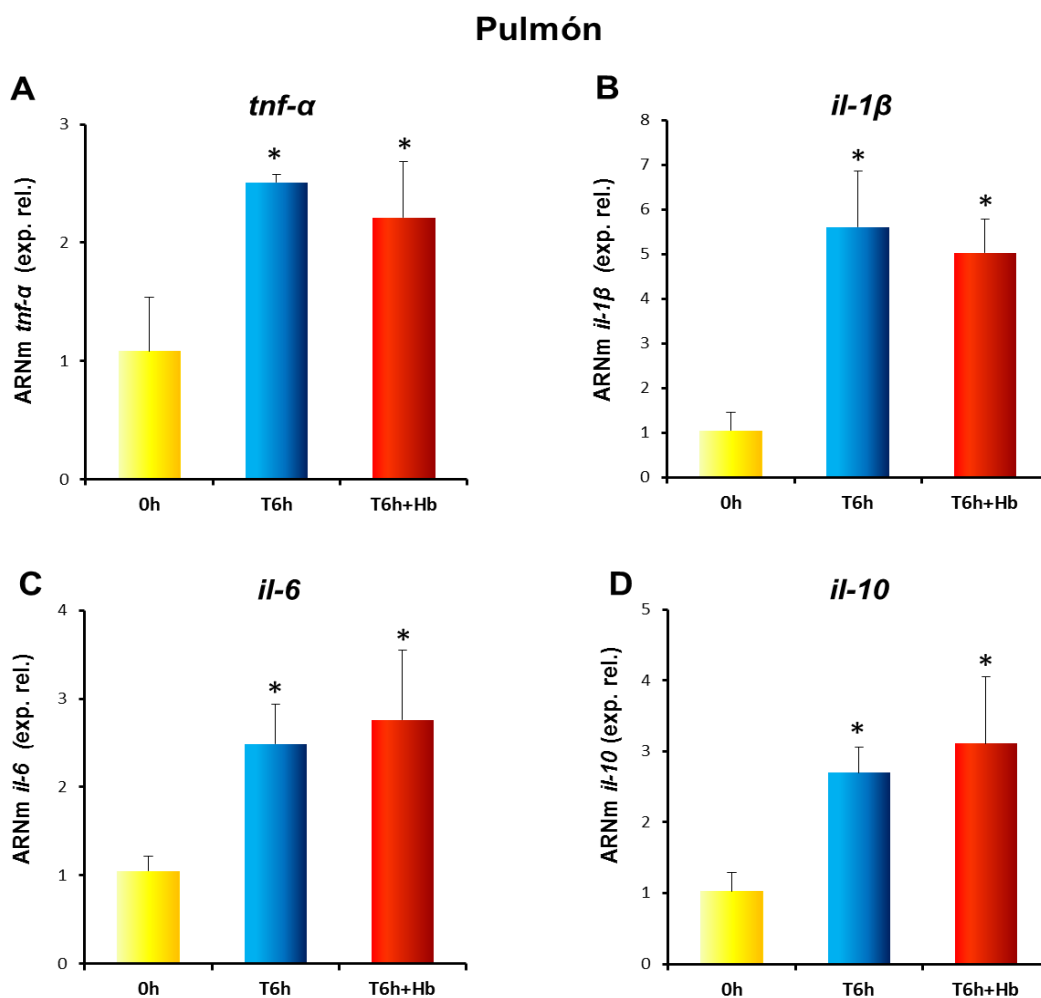 Pulmón
A
tnf-α
ARNm tnf-α (exp. rel.)
3
2
1
0
*
*
0h
T6h
T6h+Hb
B
il-1β
ARNm il-1β (exp. rel.)
8
7
6
5
4
3
2
1
0
*
*
0h
T6h
T6h+Hb
C
il-6
ARNm il-6 (exp. rel.)
4
3
2
1
0
*
*
0h
T6h
T6h+Hb
D
il-10
ARNm il-10 (exp. rel.)
5
4
3
2
1
0
*
*
0h
T6h
T6h+Hb